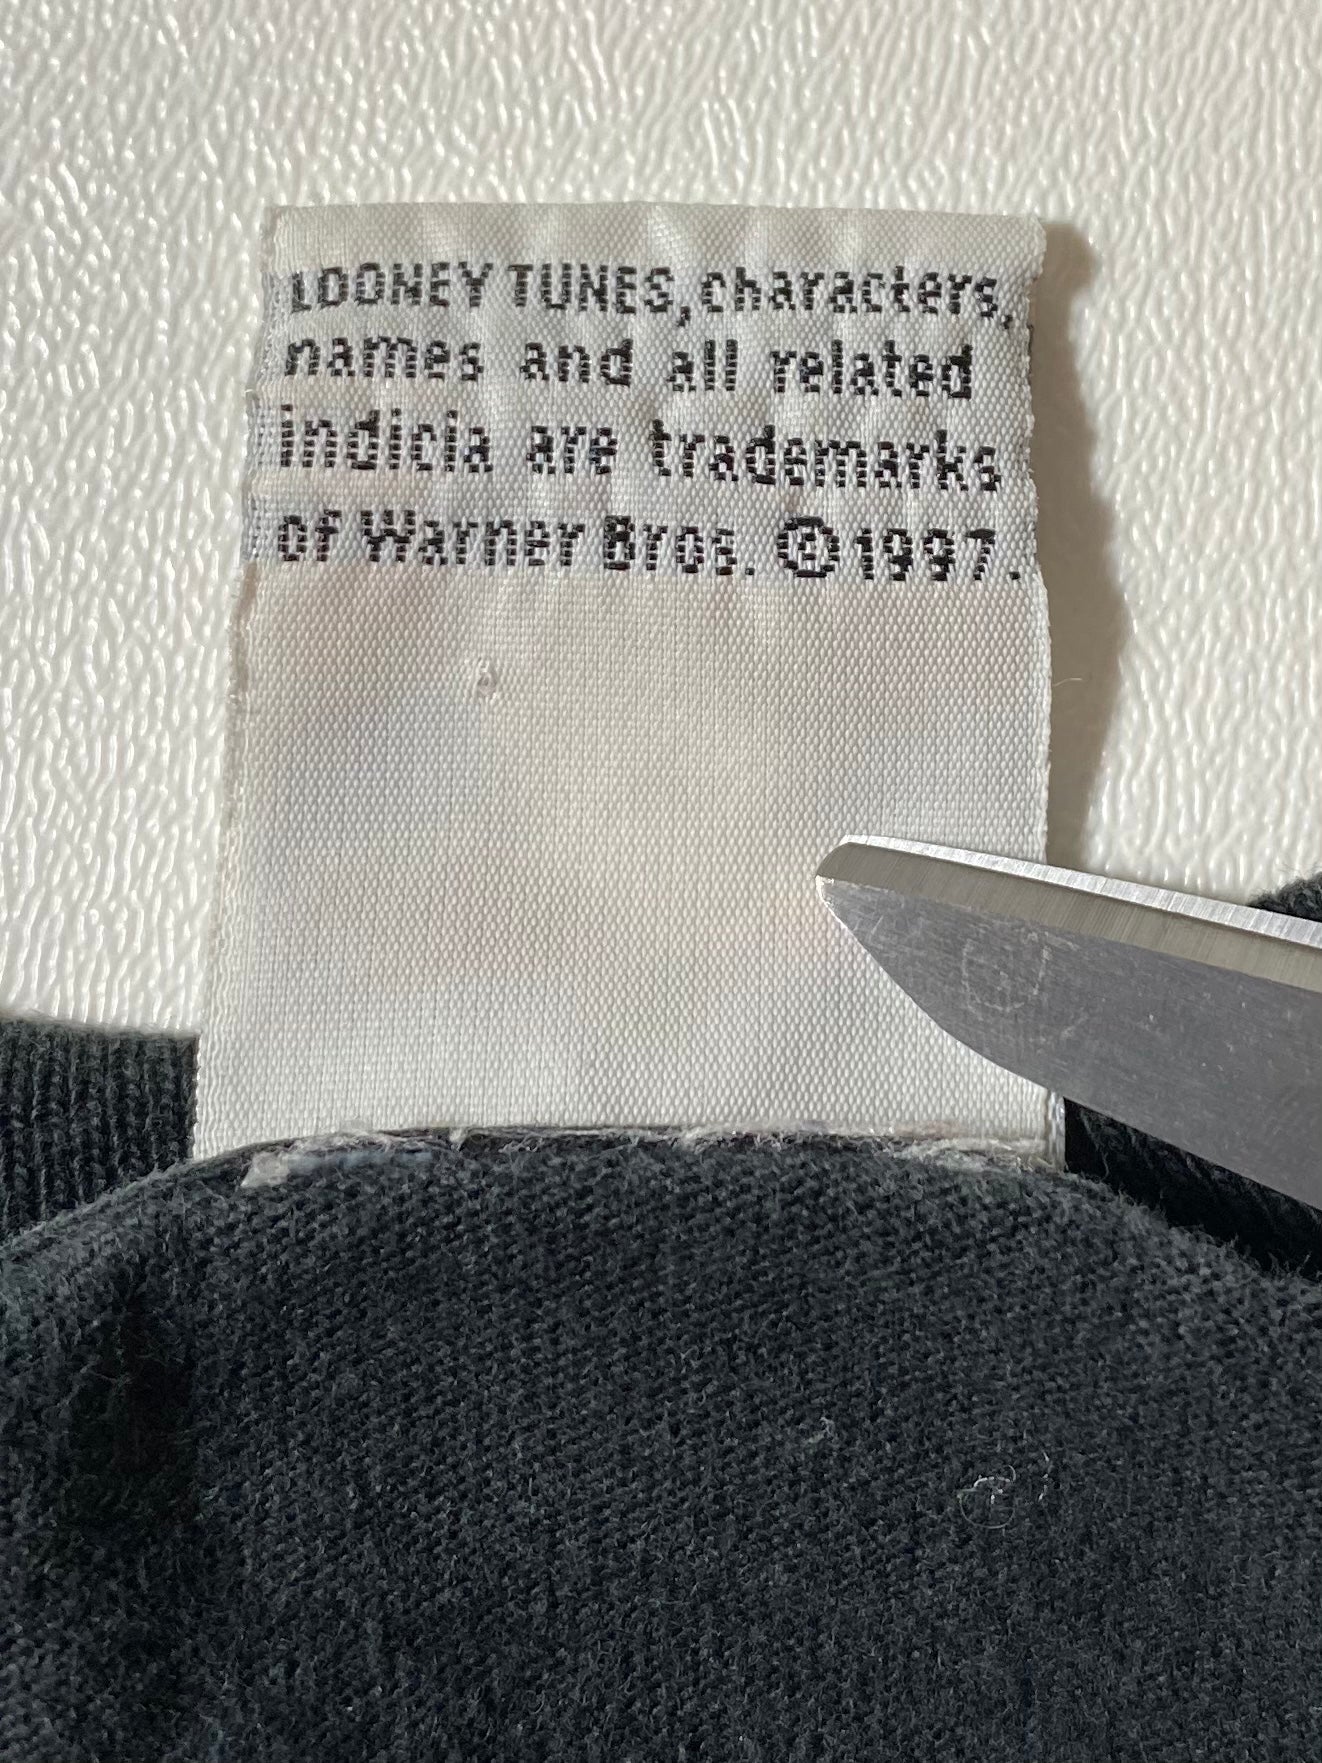 LOONEY TUNES, characters,
names and all related
indicia are trademarks
of Warner Bros. © 1997.